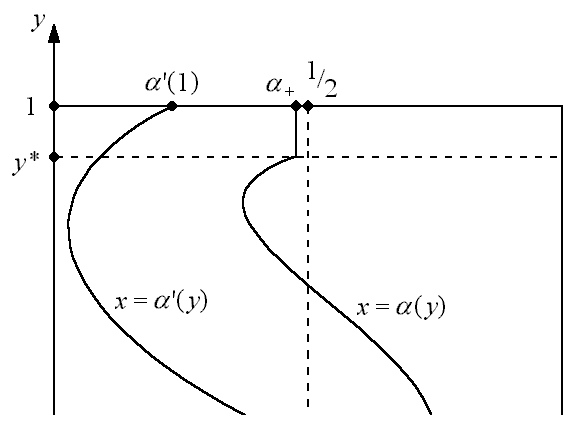 y
α'(1)
α₊
1/2
1
y*
x = α'(y)
x = α(y)